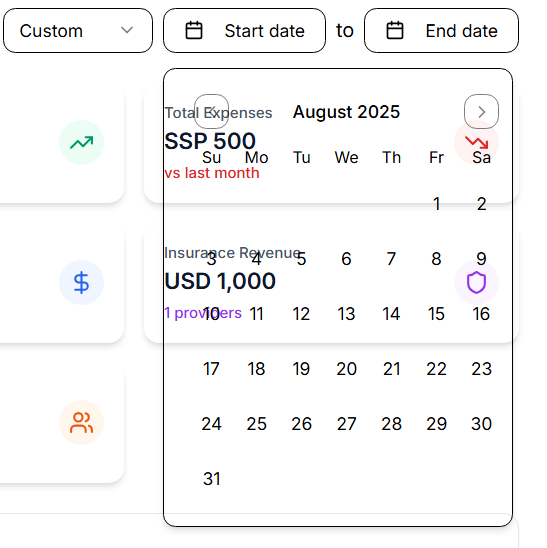 Custom
Start date
to
End date
Total Expenses
August 2025
SSP 500
Su Mo Tu We Th Fr Sa
vs last month
1 2
Insurance Revenue
3 4 5 6 7 8 9
USD 1,000
1 providers
10 11 12 13 14 15 16
17 18 19 20 21 22 23
24 25 26 27 28 29 30
31